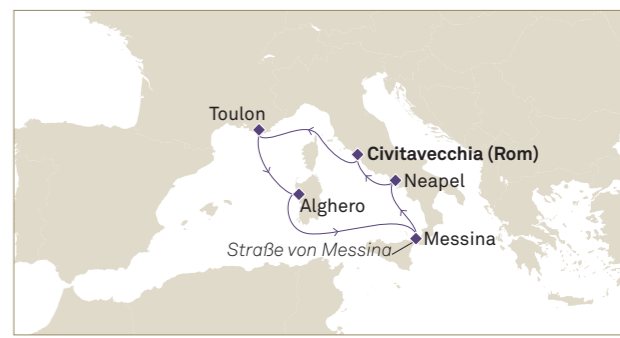 Toulon
Civitavecchia (Rom)
Neapel
Alghero
Messina
Straße von Messina